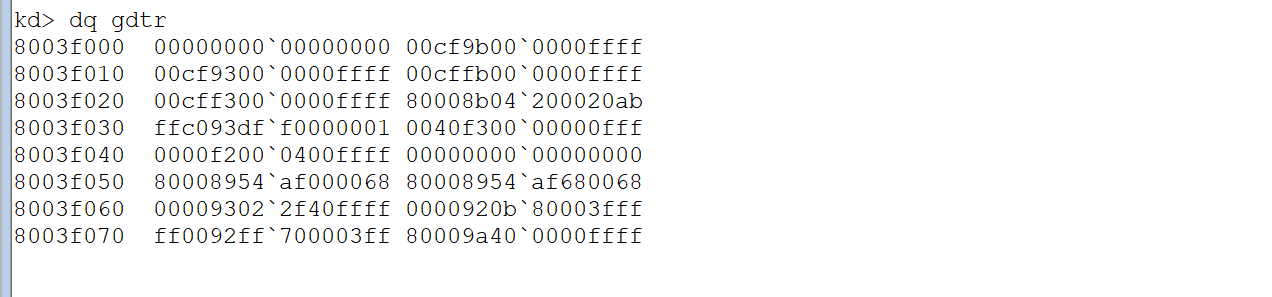 kd> dq gdtr
8003f000  00000000`00000000 00cf9b00`0000ffff
8003f010  00cf9300`0000ffff 00cffb00`0000ffff
8003f020  00cff300`0000ffff 80008b04`200020ab
8003f030  ffc093df`f0000001 0040f300`00000fff
8003f040  0000f200`0400ffff 00000000`00000000
8003f050  80008954`af000068 80008954`af680068
8003f060  00009302`2f40ffff 0000920b`80003fff
8003f070  ff0092ff`700003ff 80009a40`0000ffff